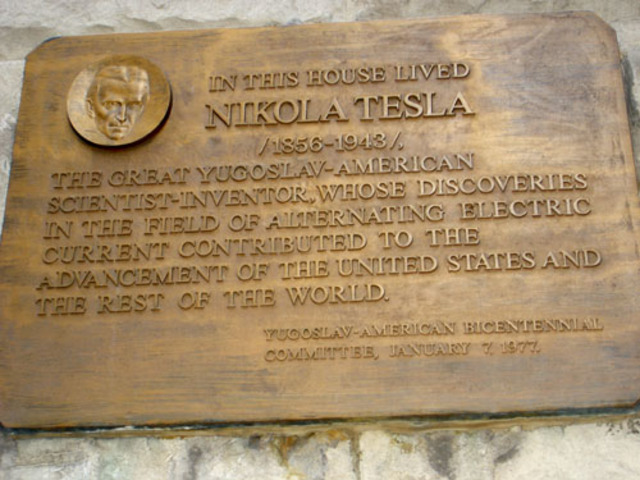 IN THIS HOUSE LIVED
NIKOLA TESLA
/1856-1943/,
THE GREAT YUGOSLAV-AMERICAN
SCIENTIST-INVENTOR, WHOSE DISCOVERIES
IN THE FIELD OF ALTERNATING ELECTRIC
CURRENT CONTRIBUTED TO THE
ADVANCEMENT OF THE UNITED STATES AND
THE REST OF THE WORLD.
YUGOSLAV-AMERICAN BICENTENNIAL
COMMITTEE, JANUARY 7, 1977.